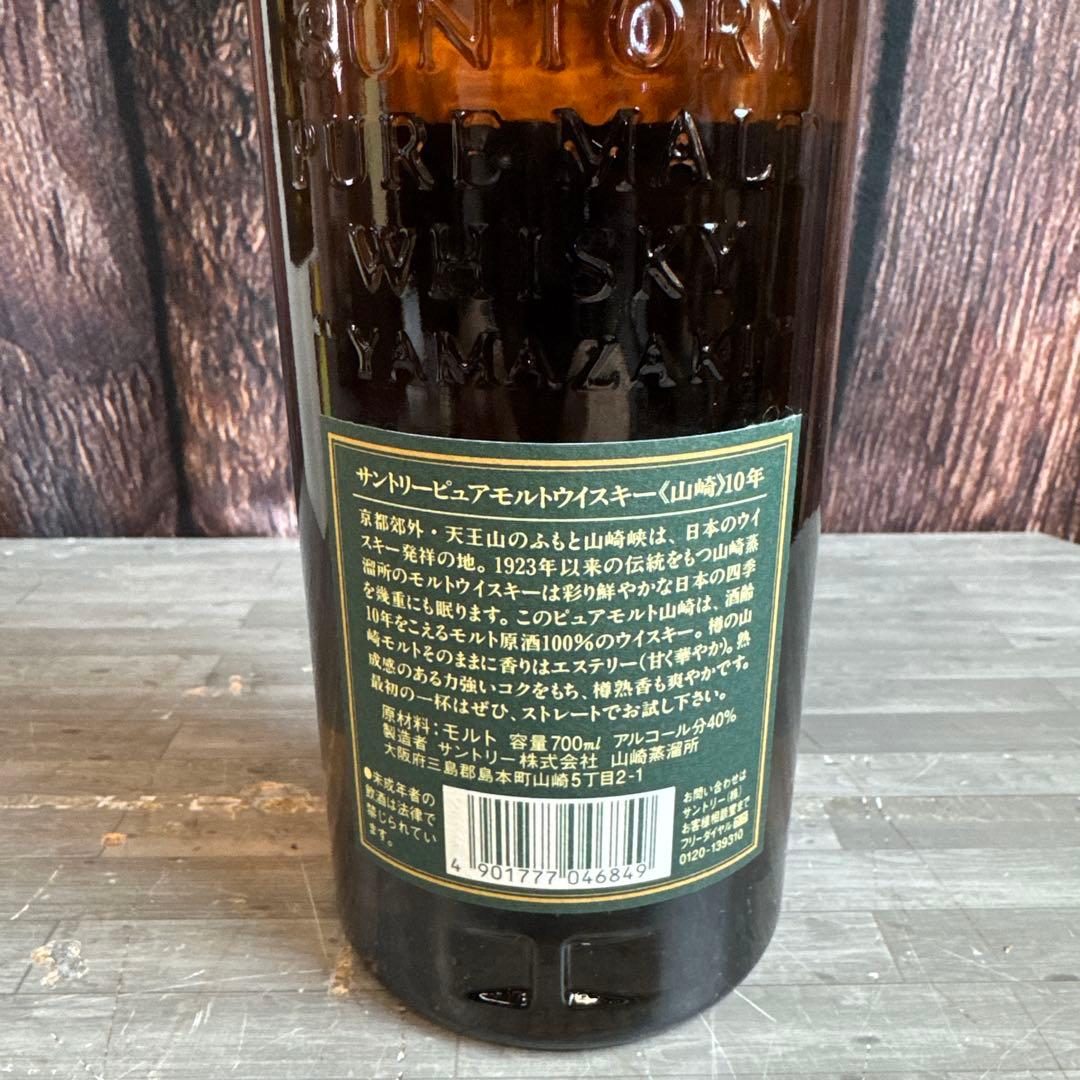 SUNTORY
PURE MALT
WHISKY
"YAMAZAKI"
サントリーピュアモルトウイスキー《山崎》10年
京都郊外・天王山のふもと山崎峡は、日本のウイ
スキー発祥の地。1923年以来の伝統をもつ山崎蒸
溜所のモルトウイスキーは彩り鮮やかな日本の四季
を幾重にも眠ります。このピュアモルト山崎は、酒齢
10年をこえるモルト原酒100%のウイスキー。樽の山
崎モルトそのままに香りはエステリー(甘く華やか)。熟
成感のある力強いコクをもち、樽熟香も爽やかです。
最初の一杯はぜひ、ストレートでお試し下さい。
原材料:モルト 容量700ml アルコール分40%
製造者 サントリー株式会社 山崎蒸溜所
大阪府三島郡島本町山崎5丁目2-1
●未成年者の
飲酒は法律で
禁じられてい
ます。
4 901777 046849
お問い合わせは
サントリー(株)
お客様相談室まで
フリーダイヤル
0120-139310